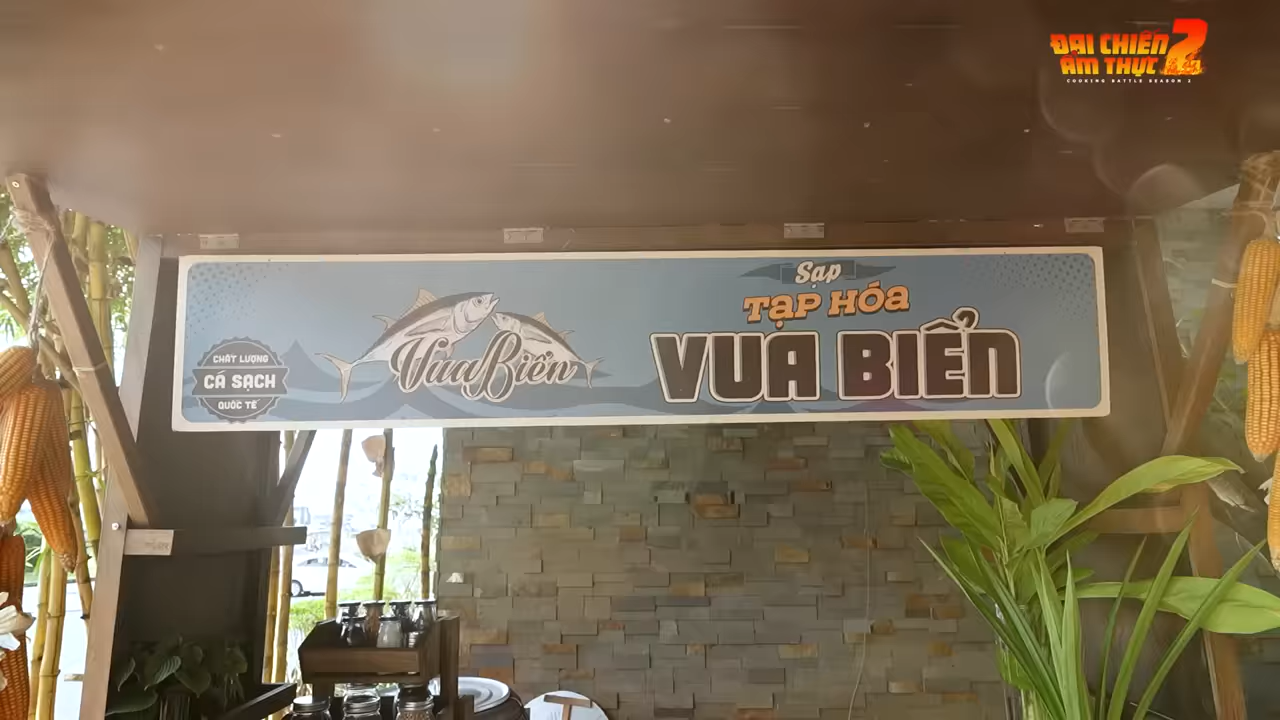 ĐẠI CHIẾN
ẨM THỰC 2
COOKING BATTLE SEASON 2
Sạp
TẠP HÓA
VUA BIỂN
Vua Biển
CHẤT LƯỢNG
CÁ SẠCH
QUỐC TẾ